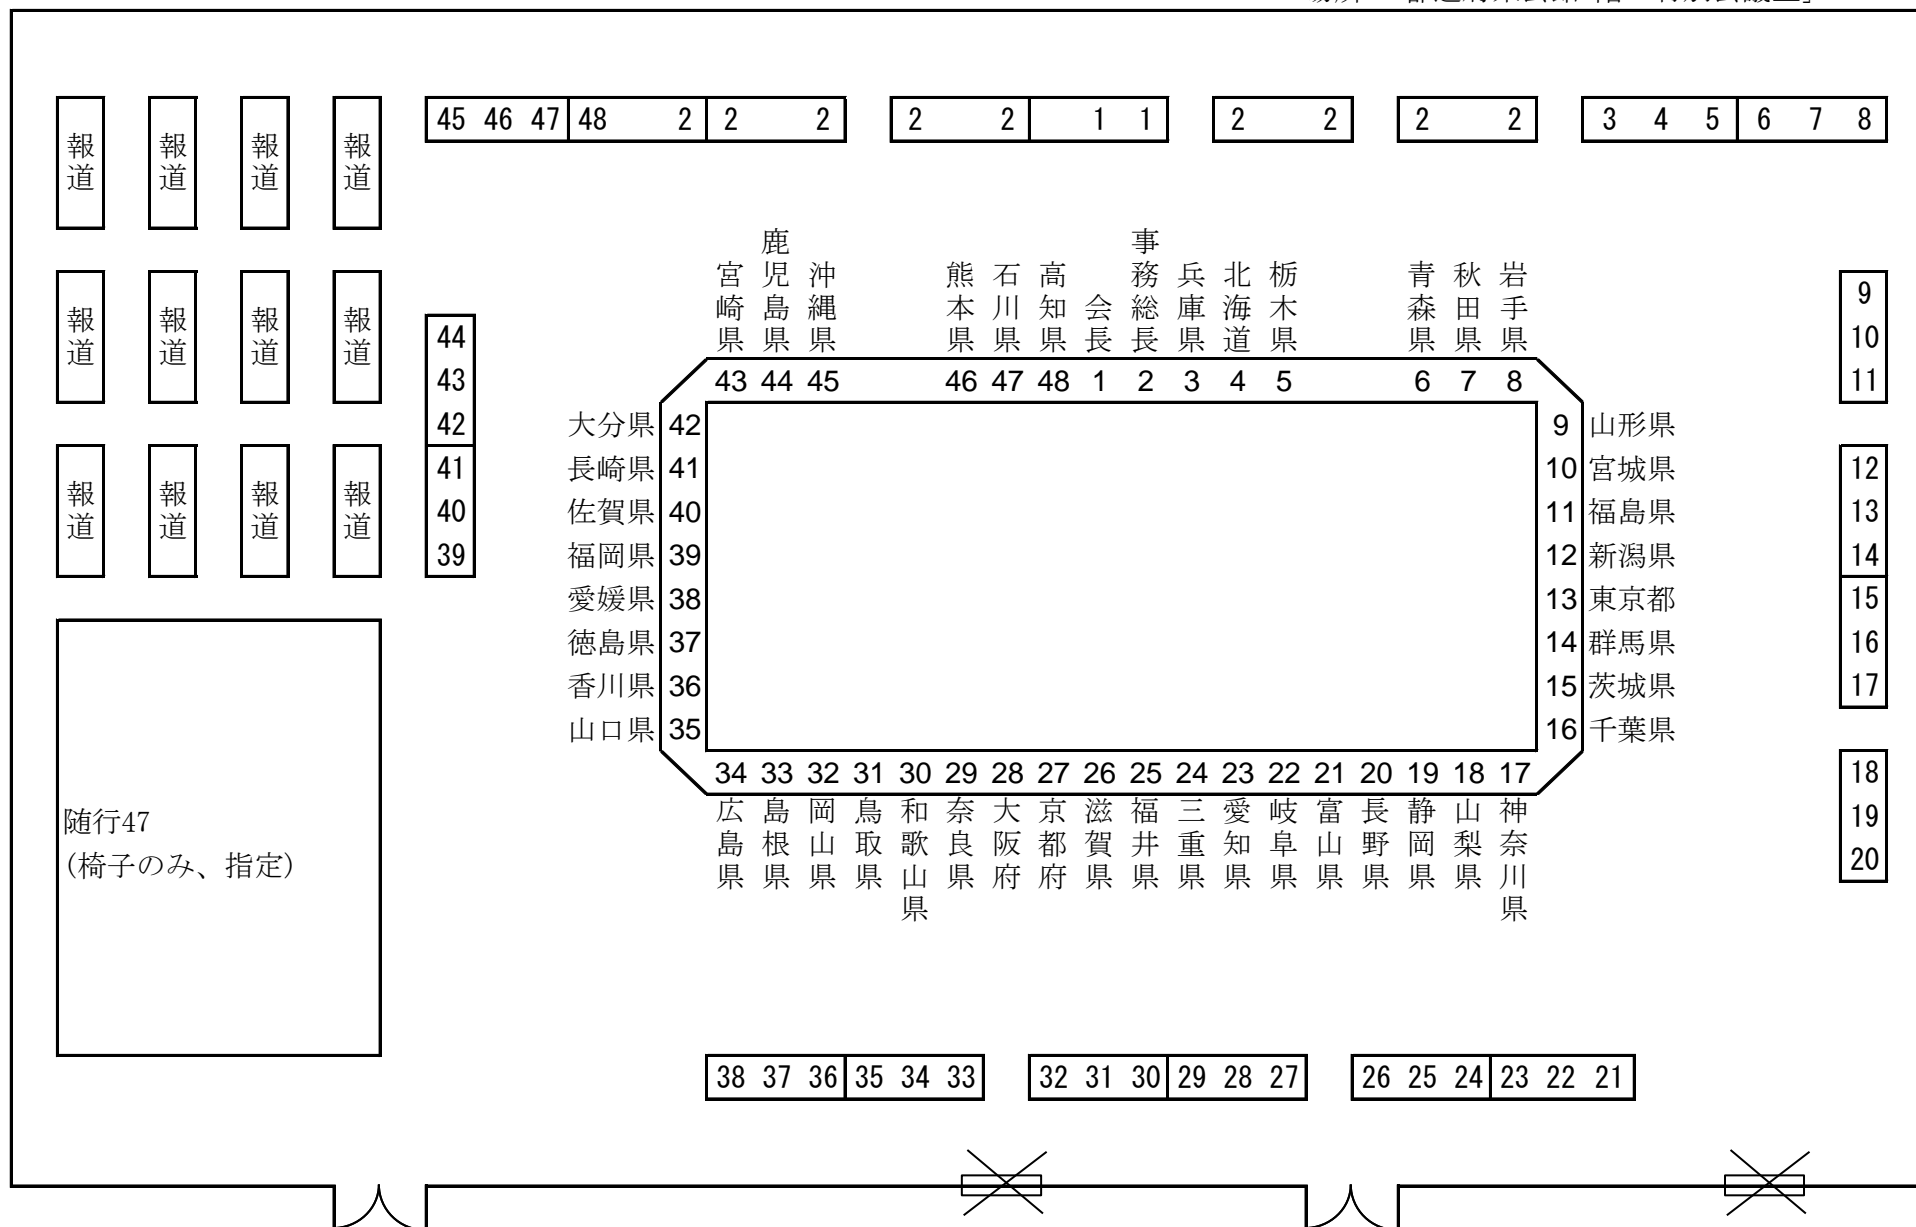 報道 報道 報道 報道
45 46 47 48 2 2 2 2 2 1 1 2 2 2 2 3 4 5 6 7 8
宮崎県 鹿児島県 沖縄県 熊本県 石川県 高知県 会長 事務総長 兵庫県 北海道 栃木県 青森県 秋田県 岩手県
43 44 45 46 47 48 1 2 3 4 5 6 7 8
報道 報道 報道 報道
報道 報道 報道 報道
44
43
42
41
40
39
大分県 42
長崎県 41
佐賀県 40
福岡県 39
愛媛県 38
徳島県 37
香川県 36
山口県 35
9 山形県
10 宮城県
11 福島県
12 新潟県
13 東京都
14 群馬県
15 茨城県
16 千葉県
9
10
11
12
13
14
15
16
17
18
19
20
34 33 32 31 30 29 28 27 26 25 24 23 22 21 20 19 18 17
広島県 島根県 岡山県 鳥取県 和歌山県 奈良県 大阪府 京都府 滋賀県 福井県 三重県 愛知県 岐阜県 富山県 長野県 静岡県 山梨県 神奈川県
随行47
(椅子のみ、指定)
38 37 36 35 34 33 32 31 30 29 28 27 26 25 24 23 22 21